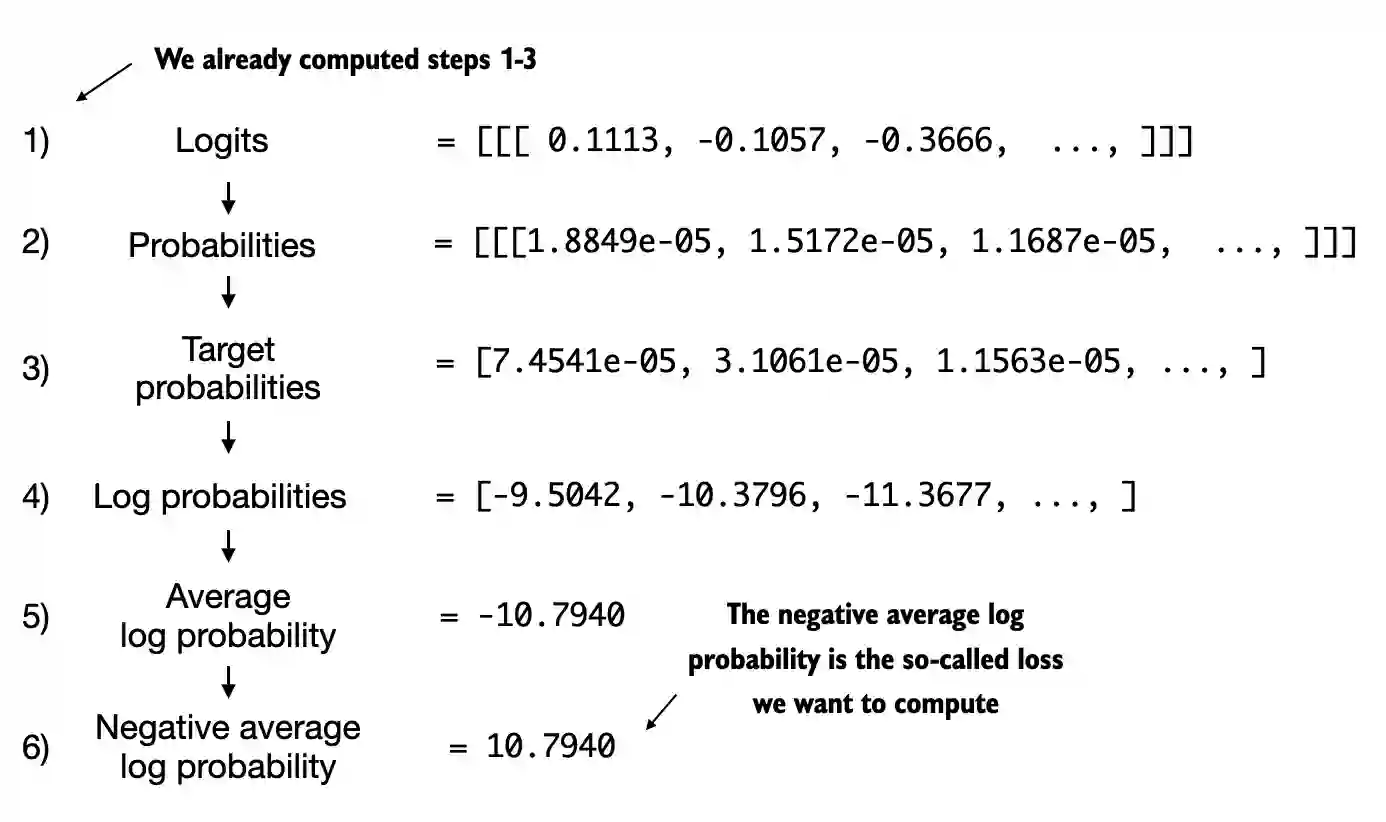 We already computed steps 1-3
1) Logits = [[[ 0.1113, -0.1057, -0.3666, ..., ]]]
2) Probabilities = [[[1.8849e-05, 1.5172e-05, 1.1687e-05, ..., ]]]
3) Target
probabilities = [7.4541e-05, 3.1061e-05, 1.1563e-05, ..., ]
4) Log probabilities = [-9.5042, -10.3796, -11.3677, ..., ]
5) Average
log probability = -10.7940
The negative average log
probability is the so-called loss
we want to compute
6) Negative average
log probability = 10.7940